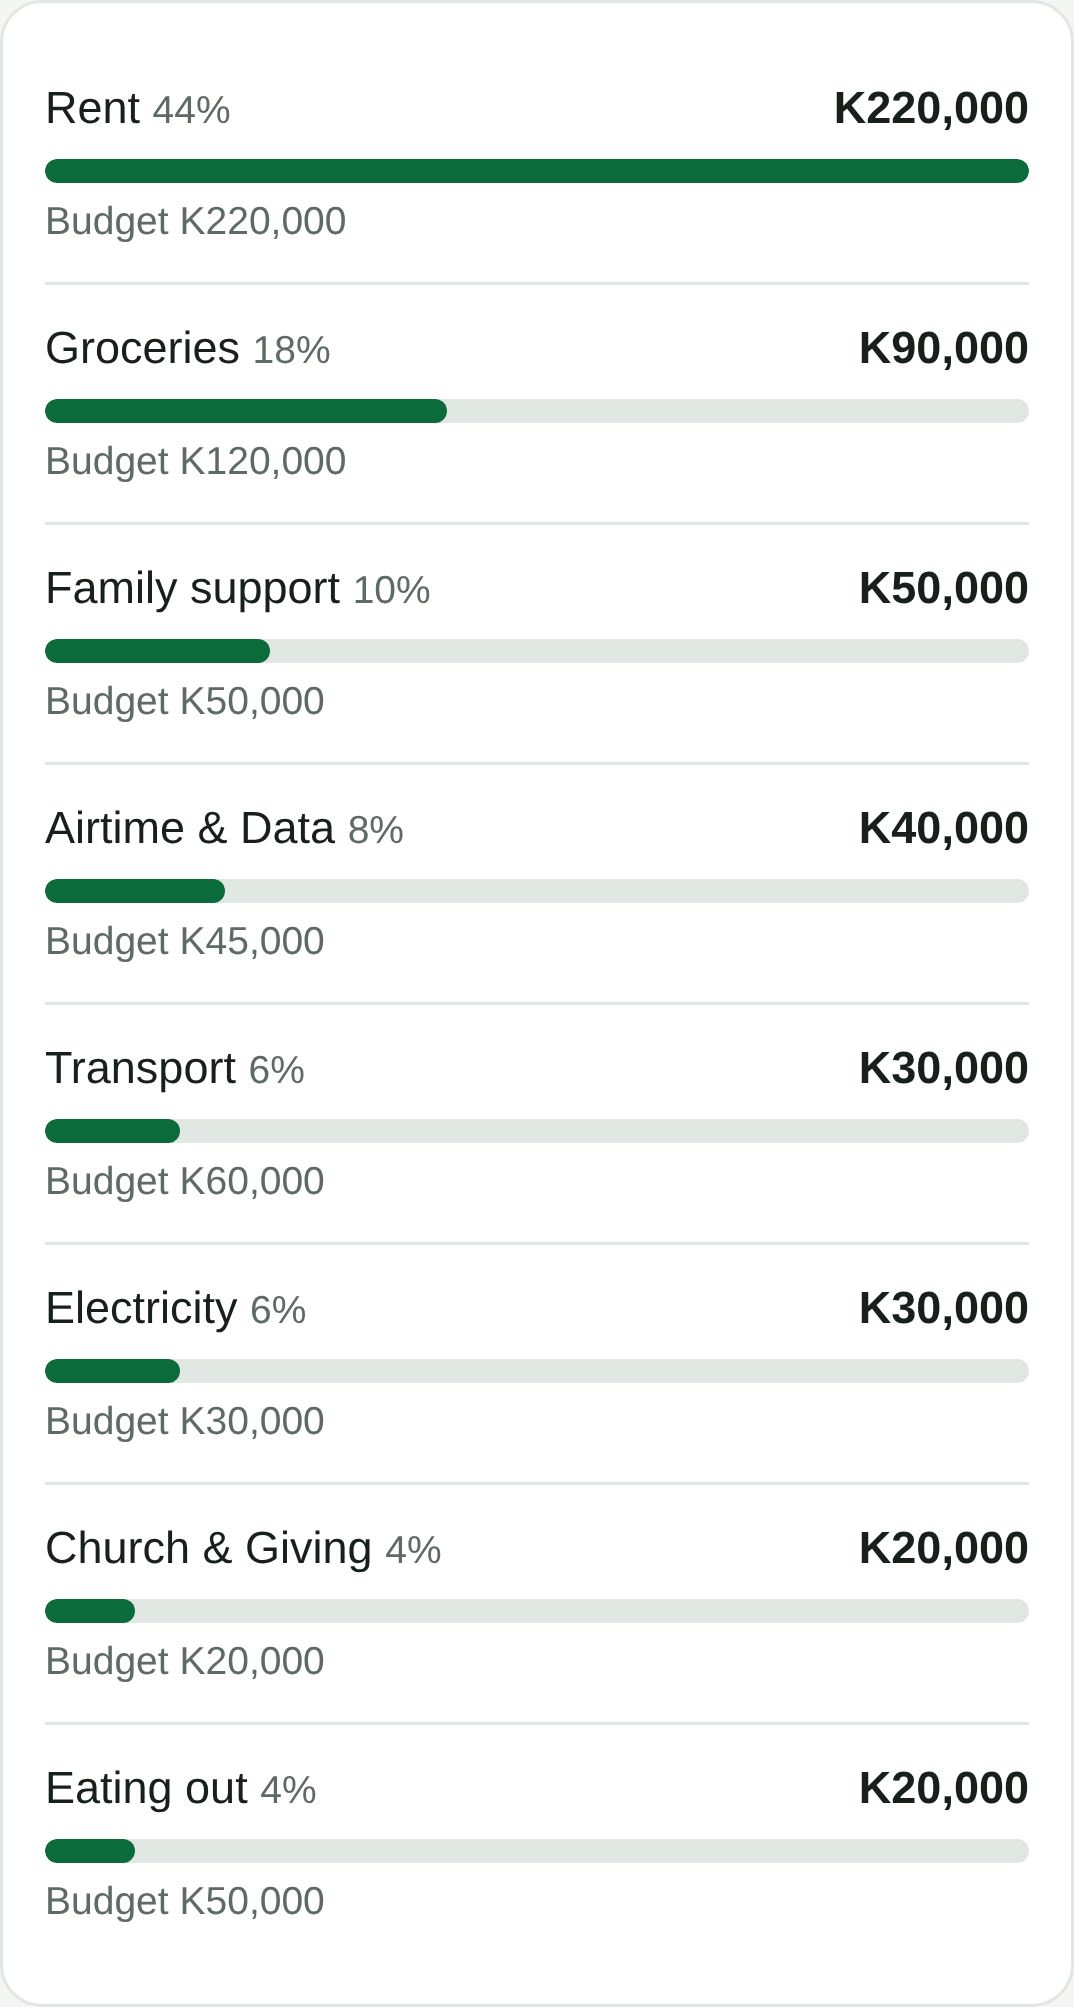 Rent 44% K220,000
Budget K220,000
Groceries 18% K90,000
Budget K120,000
Family support 10% K50,000
Budget K50,000
Airtime & Data 8% K40,000
Budget K45,000
Transport 6% K30,000
Budget K60,000
Electricity 6% K30,000
Budget K30,000
Church & Giving 4% K20,000
Budget K20,000
Eating out 4% K20,000
Budget K50,000